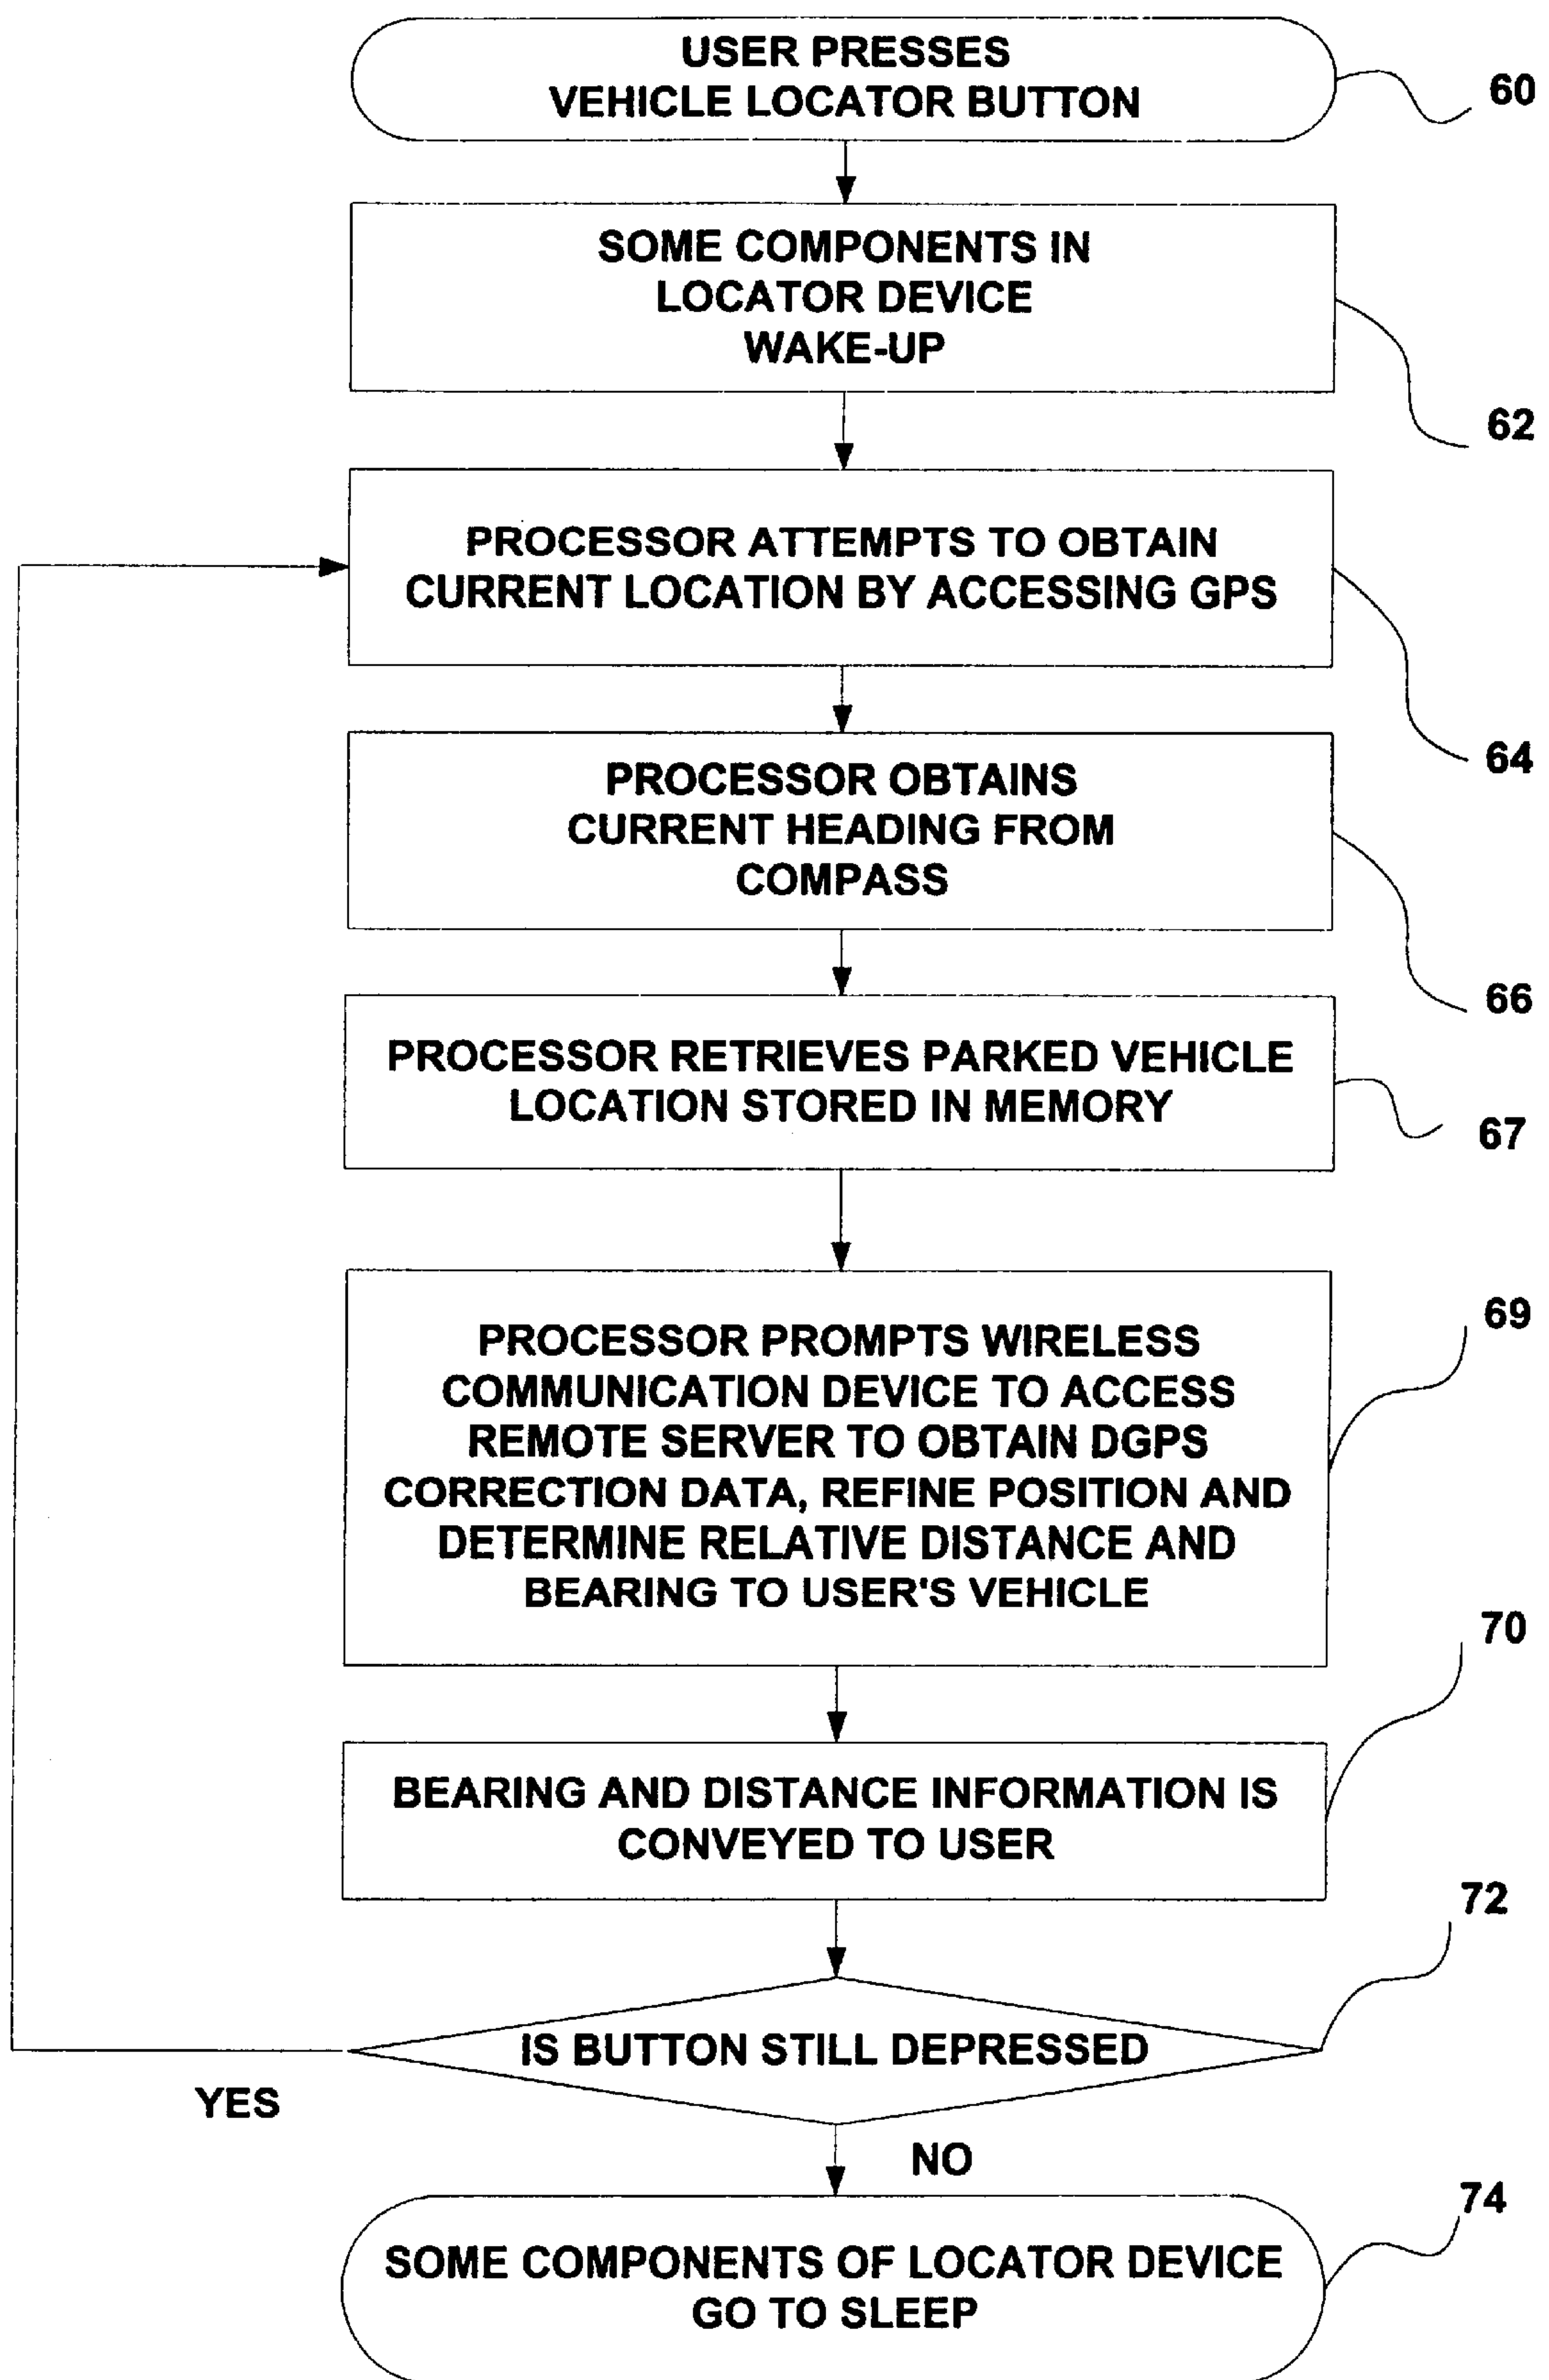 USER PRESSES
VEHICLE LOCATOR BUTTON
60
SOME COMPONENTS IN
LOCATOR DEVICE
WAKE-UP
62
PROCESSOR ATTEMPTS TO OBTAIN
CURRENT LOCATION BY ACCESSING GPS
64
PROCESSOR OBTAINS
CURRENT HEADING FROM
COMPASS
66
PROCESSOR RETRIEVES PARKED VEHICLE
LOCATION STORED IN MEMORY
67
PROCESSOR PROMPTS WIRELESS
COMMUNICATION DEVICE TO ACCESS
REMOTE SERVER TO OBTAIN DGPS
CORRECTION DATA, REFINE POSITION AND
DETERMINE RELATIVE DISTANCE AND
BEARING TO USER'S VEHICLE
69
BEARING AND DISTANCE INFORMATION IS
CONVEYED TO USER
70
IS BUTTON STILL DEPRESSED
72
YES
NO
SOME COMPONENTS OF LOCATOR DEVICE
GO TO SLEEP
74